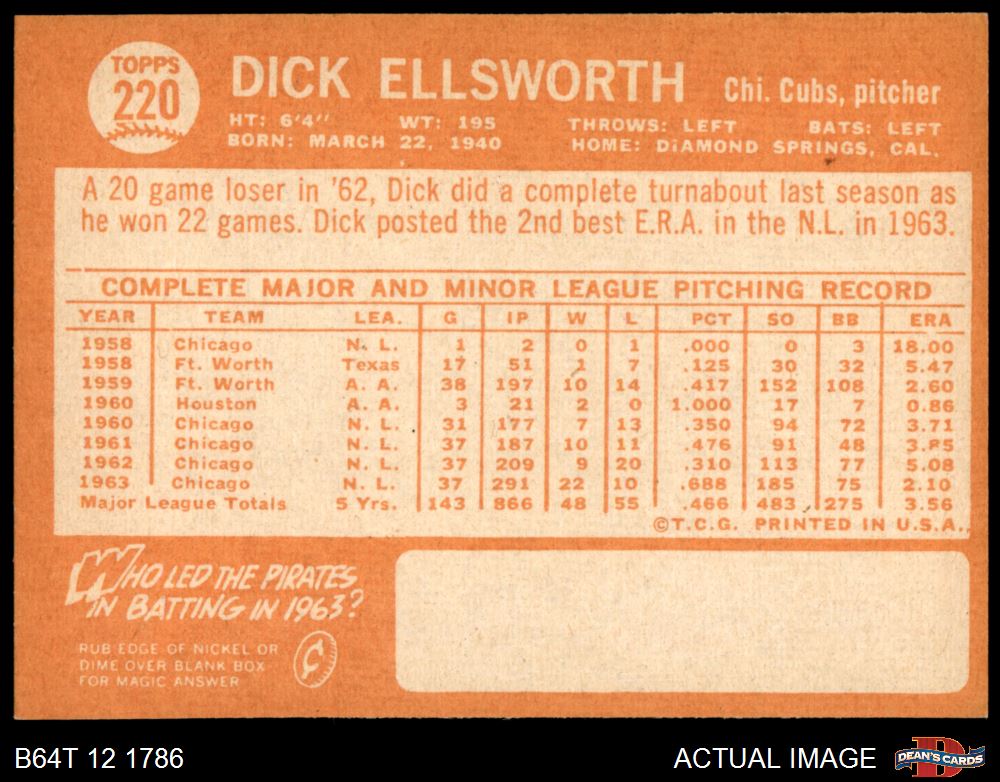 TOPPS
220
DICK ELLSWORTH Chi. Cubs, pitcher
HT: 6'4" WT: 195 THROWS: LEFT BATS: LEFT
BORN: MARCH 22, 1940 HOME: DIAMOND SPRINGS, CAL.
A 20 game loser in '62, Dick did a complete turnabout last season as
he won 22 games. Dick posted the 2nd best E.R.A. in the N.L. in 1963.
COMPLETE MAJOR AND MINOR LEAGUE PITCHING RECORD
YEAR TEAM LEA. G IP W L PCT SO BB ERA
1958 Chicago N. L. 1 2 0 1 .000 0 3 18.00
1958 Ft. Worth Texas 17 51 1 7 .125 30 32 5.47
1959 Ft. Worth A. A. 38 197 10 14 .417 152 108 2.60
1960 Houston A. A. 3 21 2 0 1.000 17 7 0.86
1960 Chicago N. L. 31 177 7 13 .350 94 72 3.71
1961 Chicago N. L. 37 187 10 11 .476 91 48 3.85
1962 Chicago N. L. 37 209 9 20 .310 113 77 5.08
1963 Chicago N. L. 37 291 22 10 .688 185 75 2.10
Major League Totals 5 Yrs. 143 866 48 55 .466 483 275 3.56
©T.C.G. PRINTED IN U.S.A.
WHO LED THE PIRATES
IN BATTING IN 1963?
RUB EDGE OF NICKEL OR
DIME OVER BLANK BOX
FOR MAGIC ANSWER
¢
B64T 12 1786 ACTUAL IMAGE D
DEAN'S CARDS